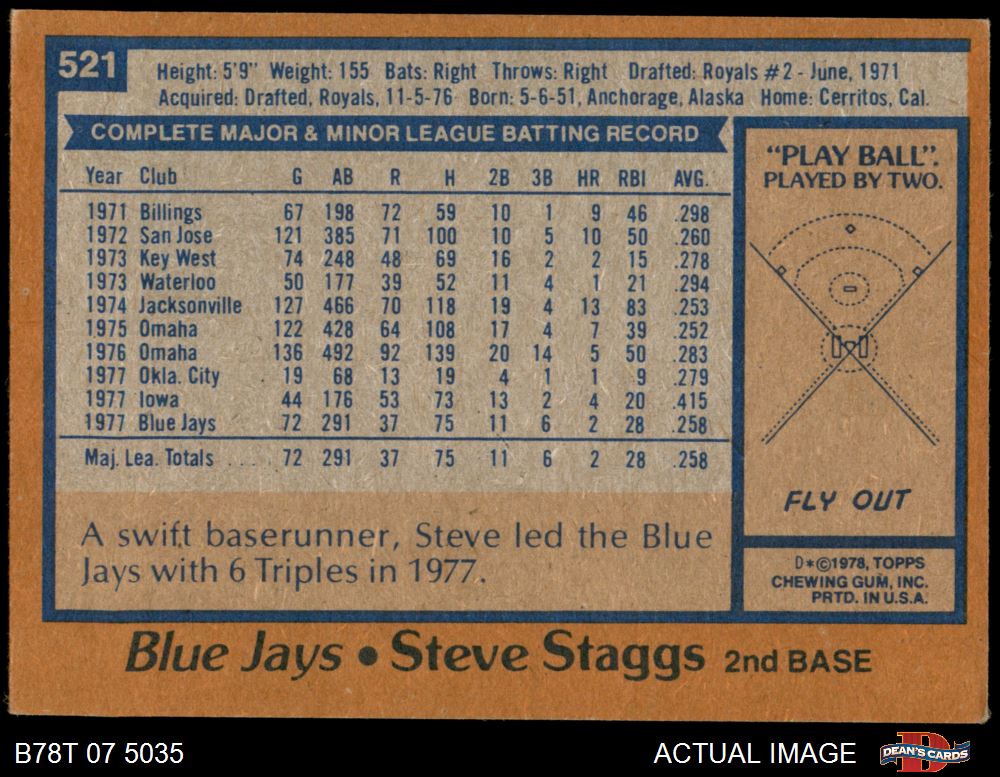 521
Height: 5'9" Weight: 155 Bats: Right Throws: Right Drafted: Royals #2 - June, 1971
Acquired: Drafted, Royals, 11-5-76 Born: 5-6-51, Anchorage, Alaska Home: Cerritos, Cal.
COMPLETE MAJOR & MINOR LEAGUE BATTING RECORD
Year Club G AB R H 2B 3B HR RBI AVG.
1971 Billings 67 198 72 59 10 1 9 46 .298
1972 San Jose 121 385 71 100 10 5 10 50 .260
1973 Key West 74 248 48 69 16 2 2 15 .278
1973 Waterloo 50 177 39 52 11 4 1 21 .294
1974 Jacksonville 127 466 70 118 19 4 13 83 .253
1975 Omaha 122 428 64 108 17 4 7 39 .252
1976 Omaha 136 492 92 139 20 14 5 50 .283
1977 Okla. City 19 68 13 19 4 1 1 9 .279
1977 Iowa 44 176 53 73 13 2 4 20 .415
1977 Blue Jays 72 291 37 75 11 6 2 28 .258
Maj. Lea. Totals . . . 72 291 37 75 11 6 2 28 .258
A swift baserunner, Steve led the Blue
Jays with 6 Triples in 1977.
"PLAY BALL".
PLAYED BY TWO.
FLY OUT
D*©1978, TOPPS
CHEWING GUM, INC.
PRTD. IN U.S.A.
Blue Jays • Steve Staggs 2nd BASE
B78T 07 5035
ACTUAL IMAGE
DEAN'S CARDS